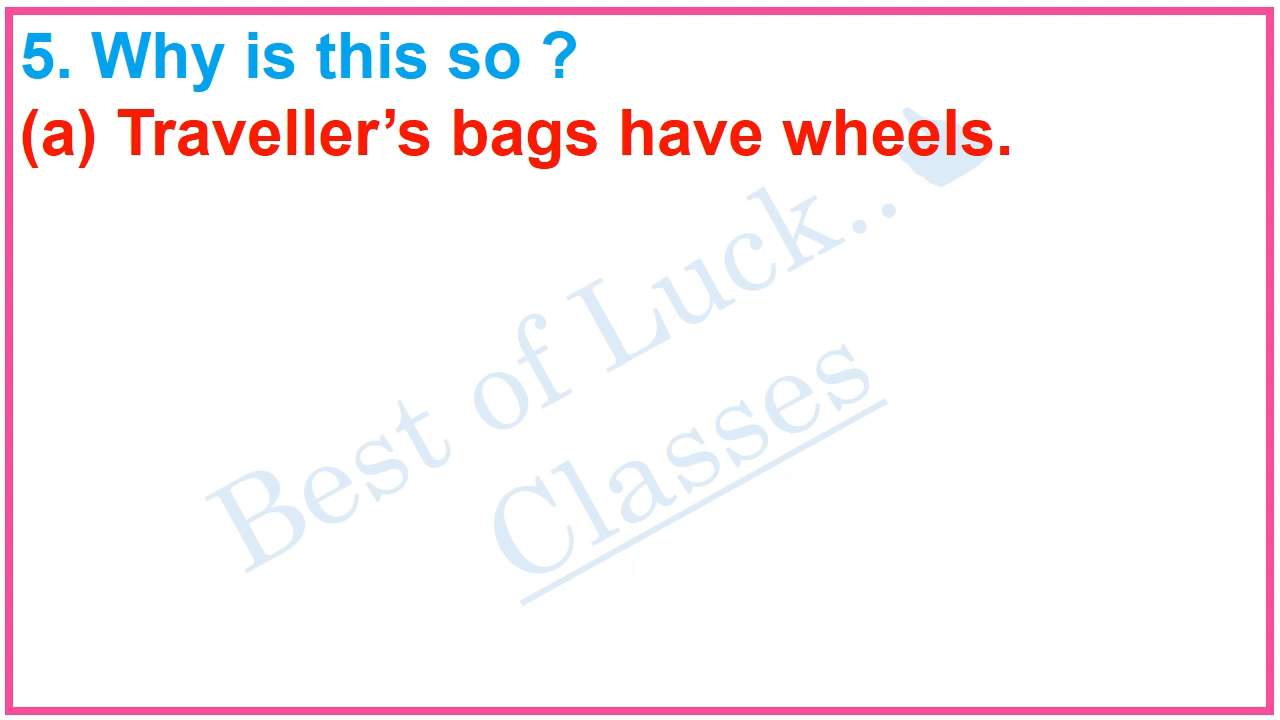 5. Why is this so ?
(a) Traveller’s bags have wheels.
Best of Luck..
Classes